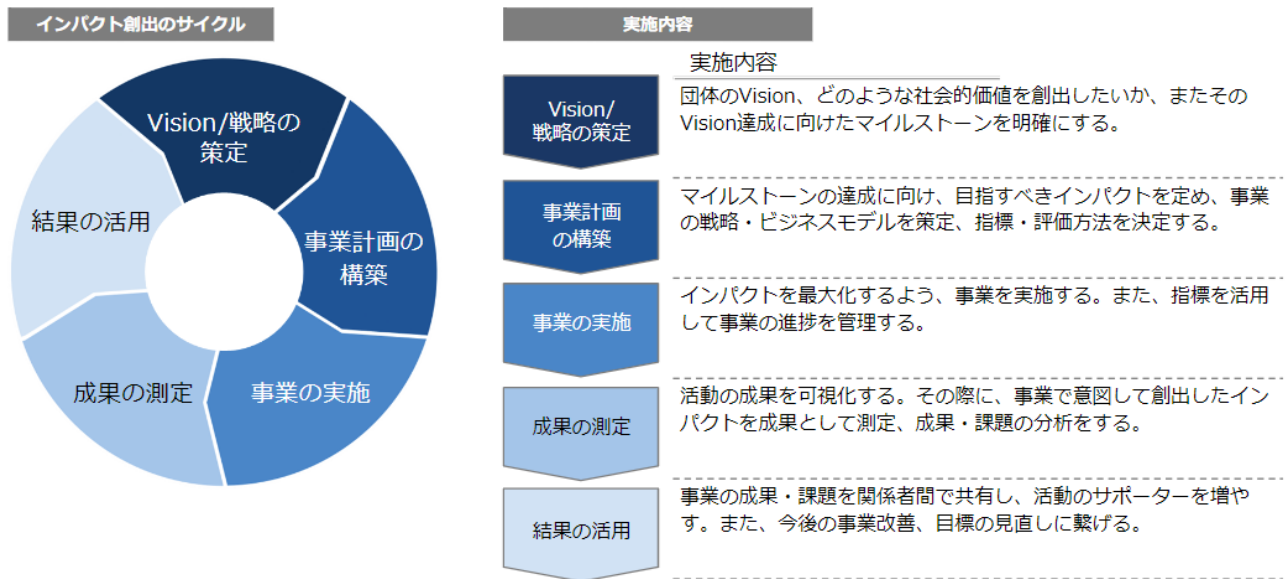 インパクト創出のサイクル
Vision/戦略の
策定
事業計画の
構築
事業の実施
成果の測定
結果の活用
実施内容
実施内容
Vision/
戦略の策定
団体のVision、どのような社会的価値を創出したいか、またその
Vision達成に向けたマイルストーンを明確にする。
事業計画
の構築
マイルストーンの達成に向け、目指すべきインパクトを定め、事業
の戦略・ビジネスモデルを策定、指標・評価方法を決定する。
事業の実施
インパクトを最大化するよう、事業を実施する。また、指標を活用
して事業の進捗を管理する。
成果の測定
活動の成果を可視化する。その際に、事業で意図して創出したイン
パクトを成果として測定、成果・課題の分析をする。
結果の活用
事業の成果・課題を関係者間で共有し、活動のサポーターを増や
す。また、今後の事業改善、目標の見直しに繋げる。